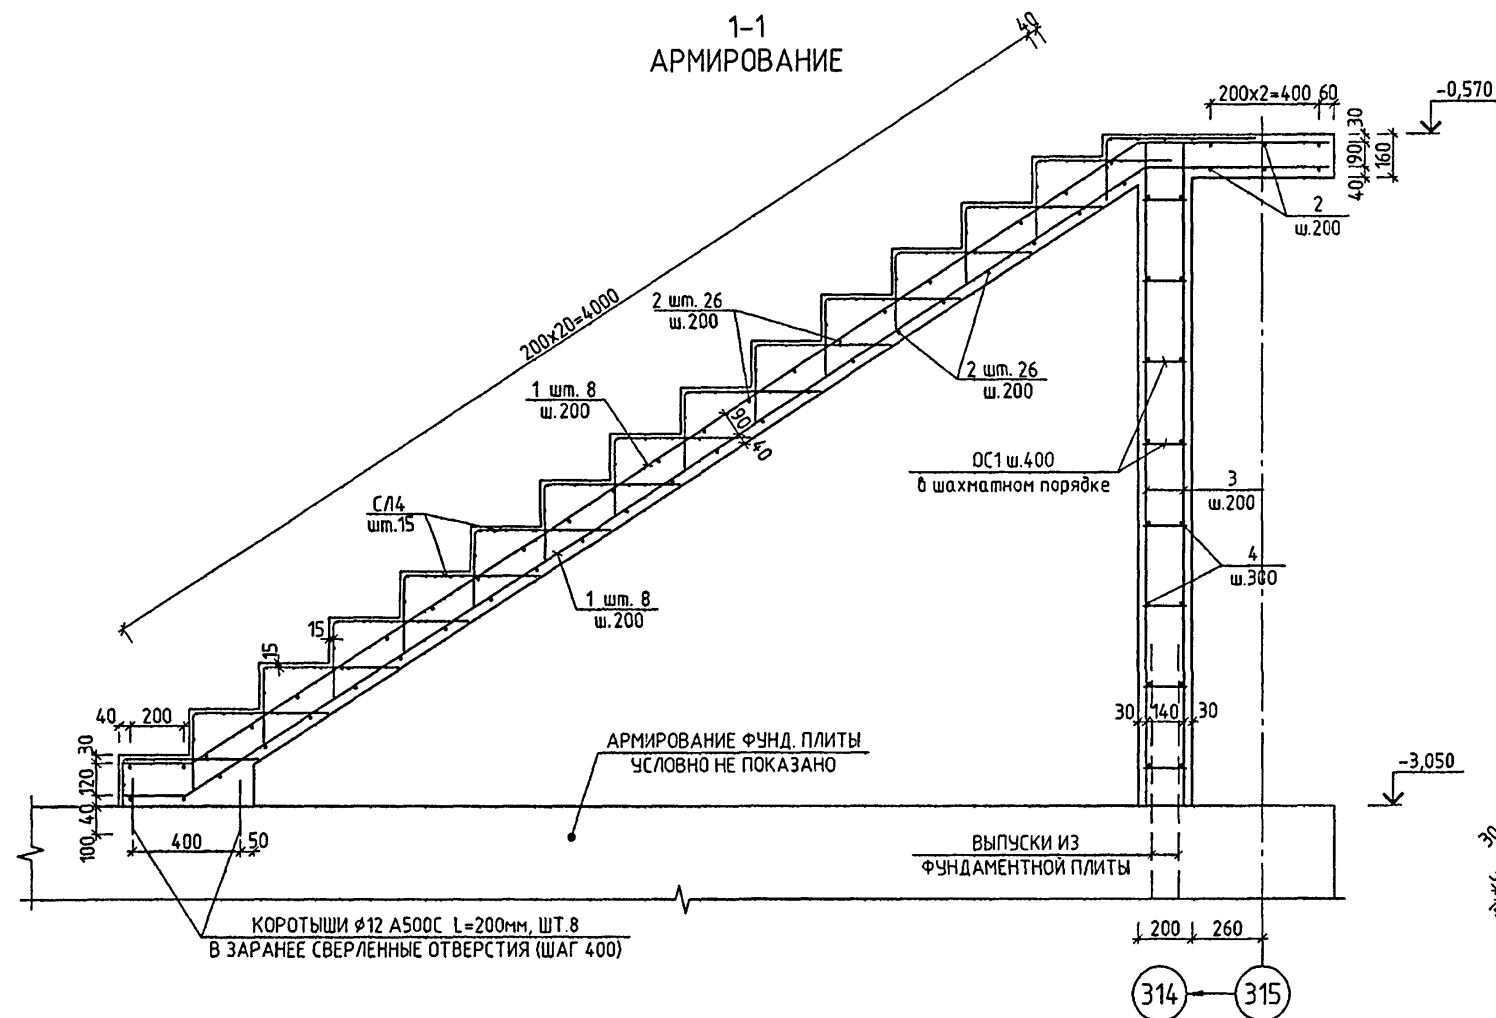 1-1
АРМИРОВАНИЕ
40
200х20=4000
200х2=400
60
-0,570
30
90
40
160
2
ш.200
2 шт. 26
ш.200
2 шт. 26
ш.200
1 шт. 8
ш.200
90
40
ОС1 ш.400
в шахматном порядке
3
ш.200
СЛ4
шт.15
4
ш.300
1 шт. 8
ш.200
15
15
40
200
30
120
40
100
400
50
30
140
30
АРМИРОВАНИЕ ФУНД. ПЛИТЫ
УСЛОВНО НЕ ПОКАЗАНО
-3,050
ВЫПУСКИ ИЗ
ФУНДАМЕНТНОЙ ПЛИТЫ
КОРОТЫШИ ø12 А500С L=200мм, ШТ.8
В ЗАРАНЕЕ СВЕРЛЕННЫЕ ОТВЕРСТИЯ (ШАГ 400)
200
260
314
315
30